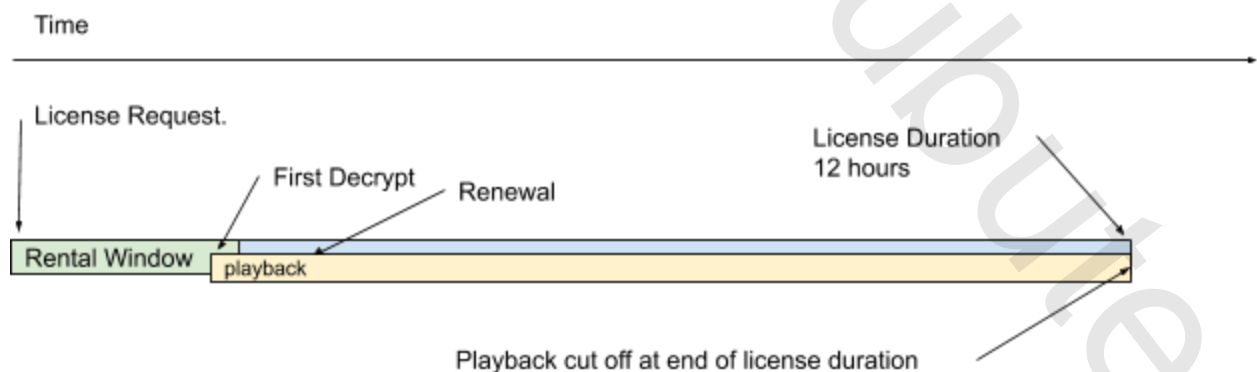 Time
License Request.
License Duration
12 hours
First Decrypt
Renewal
Rental Window
playback
Playback cut off at end of license duration